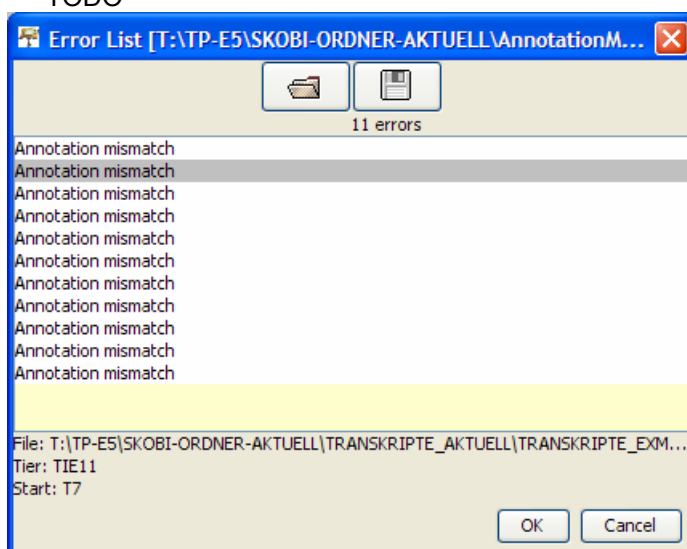 TODO
Error List [T:\TP-E5\SKOBI-ORDNER-AKTUELL\AnnotationM...
11 errors
Annotation mismatch
Annotation mismatch
Annotation mismatch
Annotation mismatch
Annotation mismatch
Annotation mismatch
Annotation mismatch
Annotation mismatch
Annotation mismatch
Annotation mismatch
Annotation mismatch
File: T:\TP-E5\SKOBI-ORDNER-AKTUELL\TRANSKRIPTE_AKTUELL\TRANSKRIPTE_EXM...
Tier: TIE11
Start: T7
OK Cancel